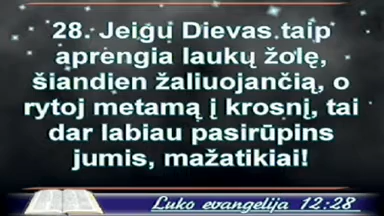 28. Jeigu Dievas taip
aprengia laukų žolę,
šiandien žaliuojančią, o
rytoj metamą į krosnį, tai
dar labiau pasirūpins
jumis, mažatikiai!
Luko evangelija 12:28